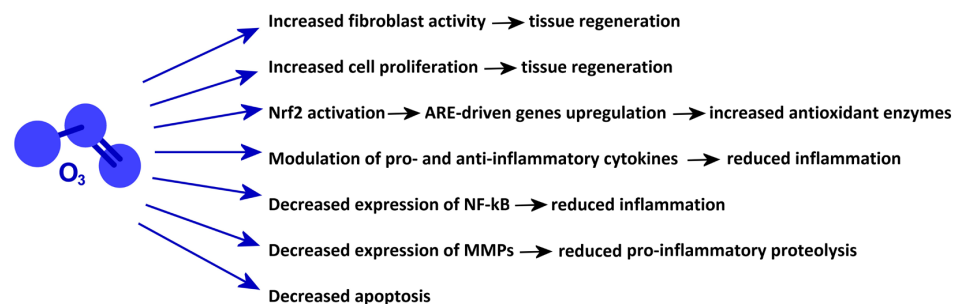 Increased fibroblast activity → tissue regeneration
Increased cell proliferation → tissue regeneration
Nrf2 activation → ARE-driven genes upregulation → increased antioxidant enzymes
Modulation of pro- and anti-inflammatory cytokines → reduced inflammation
O₃
Decreased expression of NF-kB → reduced inflammation
Decreased expression of MMPs → reduced pro-inflammatory proteolysis
Decreased apoptosis